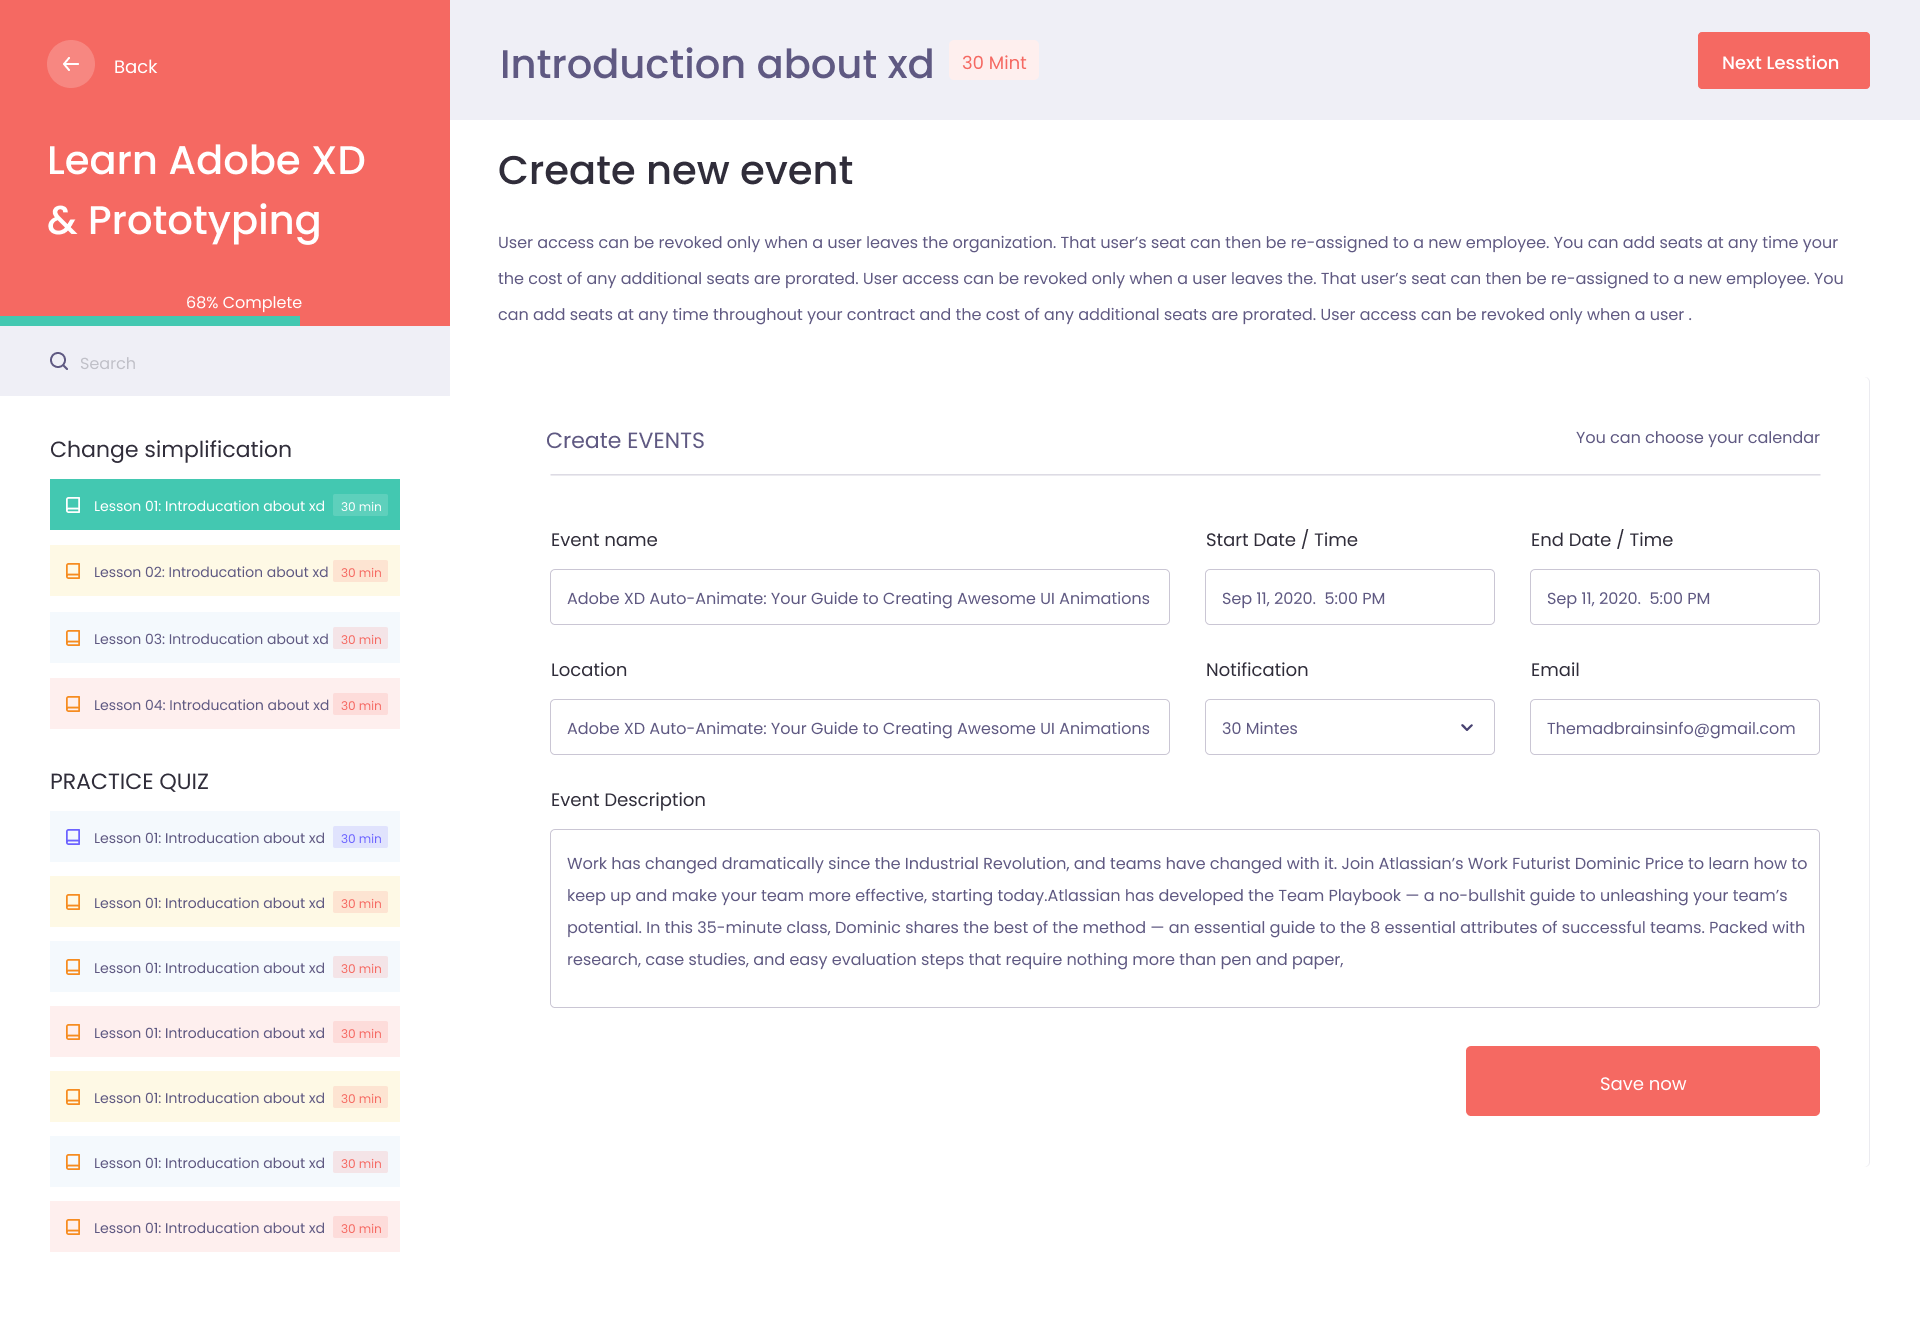 Back
Learn Adobe XD
& Prototyping
68% Complete
Search
Change simplification
Lesson 01: Introducation about xd 30 min
Lesson 02: Introducation about xd 30 min
Lesson 03: Introducation about xd 30 min
Lesson 04: Introducation about xd 30 min
PRACTICE QUIZ
Lesson 01: Introducation about xd 30 min
Lesson 01: Introducation about xd 30 min
Lesson 01: Introducation about xd 30 min
Lesson 01: Introducation about xd 30 min
Lesson 01: Introducation about xd 30 min
Lesson 01: Introducation about xd 30 min
Lesson 01: Introducation about xd 30 min
Introduction about xd 30 Mint
Next Lesstion
Create new event
User access can be revoked only when a user leaves the organization. That user’s seat can then be re-assigned to a new employee. You can add seats at any time your
the cost of any additional seats are prorated. User access can be revoked only when a user leaves the. That user’s seat can then be re-assigned to a new employee. You
can add seats at any time throughout your contract and the cost of any additional seats are prorated. User access can be revoked only when a user .
Create EVENTS
You can choose your calendar
Event name
Adobe XD Auto-Animate: Your Guide to Creating Awesome UI Animations
Start Date / Time
Sep 11, 2020.  5:00 PM
End Date / Time
Sep 11, 2020.  5:00 PM
Location
Adobe XD Auto-Animate: Your Guide to Creating Awesome UI Animations
Notification
30 Mintes
Email
Themadbrainsinfo@gmail.com
Event Description
Work has changed dramatically since the Industrial Revolution, and teams have changed with it. Join Atlassian’s Work Futurist Dominic Price to learn how to
keep up and make your team more effective, starting today.Atlassian has developed the Team Playbook — a no-bullshit guide to unleashing your team’s
potential. In this 35-minute class, Dominic shares the best of the method — an essential guide to the 8 essential attributes of successful teams. Packed with
research, case studies, and easy evaluation steps that require nothing more than pen and paper,
Save now